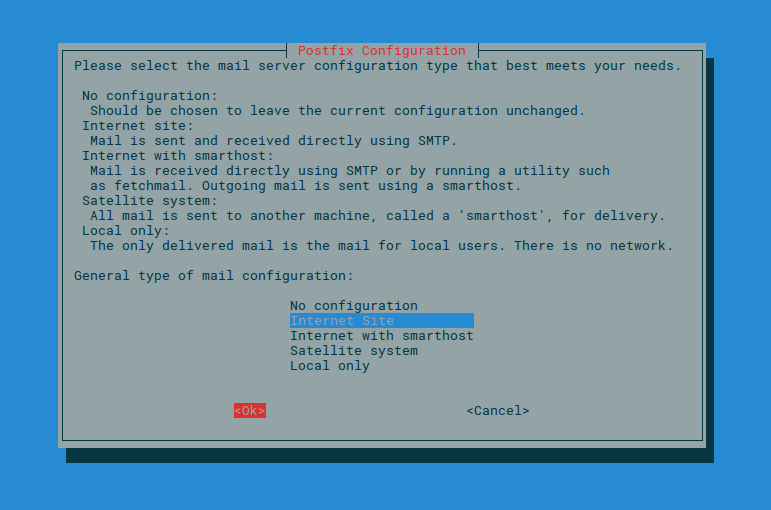 Postfix Configuration
Please select the mail server configuration type that best meets your needs.
No configuration:
Should be chosen to leave the current configuration unchanged.
Internet site:
Mail is sent and received directly using SMTP.
Internet with smarthost:
Mail is received directly using SMTP or by running a utility such
as fetchmail. Outgoing mail is sent using a smarthost.
Satellite system:
All mail is sent to another machine, called a 'smarthost', for delivery.
Local only:
The only delivered mail is the mail for local users. There is no network.
General type of mail configuration:
No configuration
Internet Site
Internet with smarthost
Satellite system
Local only
<Ok> <Cancel>